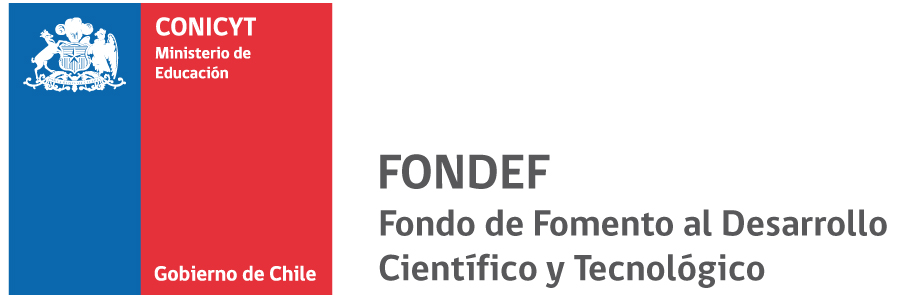 CONICYT
Ministerio de
Educación
Gobierno de Chile
FONDEF
Fondo de Fomento al Desarrollo
Científico y Tecnológico